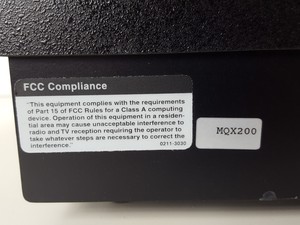 FCC Compliance
"This equipment complies with the requirements
of Part 15 of FCC Rules for a Class A computing
device. Operation of this equipment in a residen-
tial area may cause unacceptable interference to
radio and TV reception requiring the operator to
take whatever steps are necessary to correct the
interference."
0211-3030
MQX200